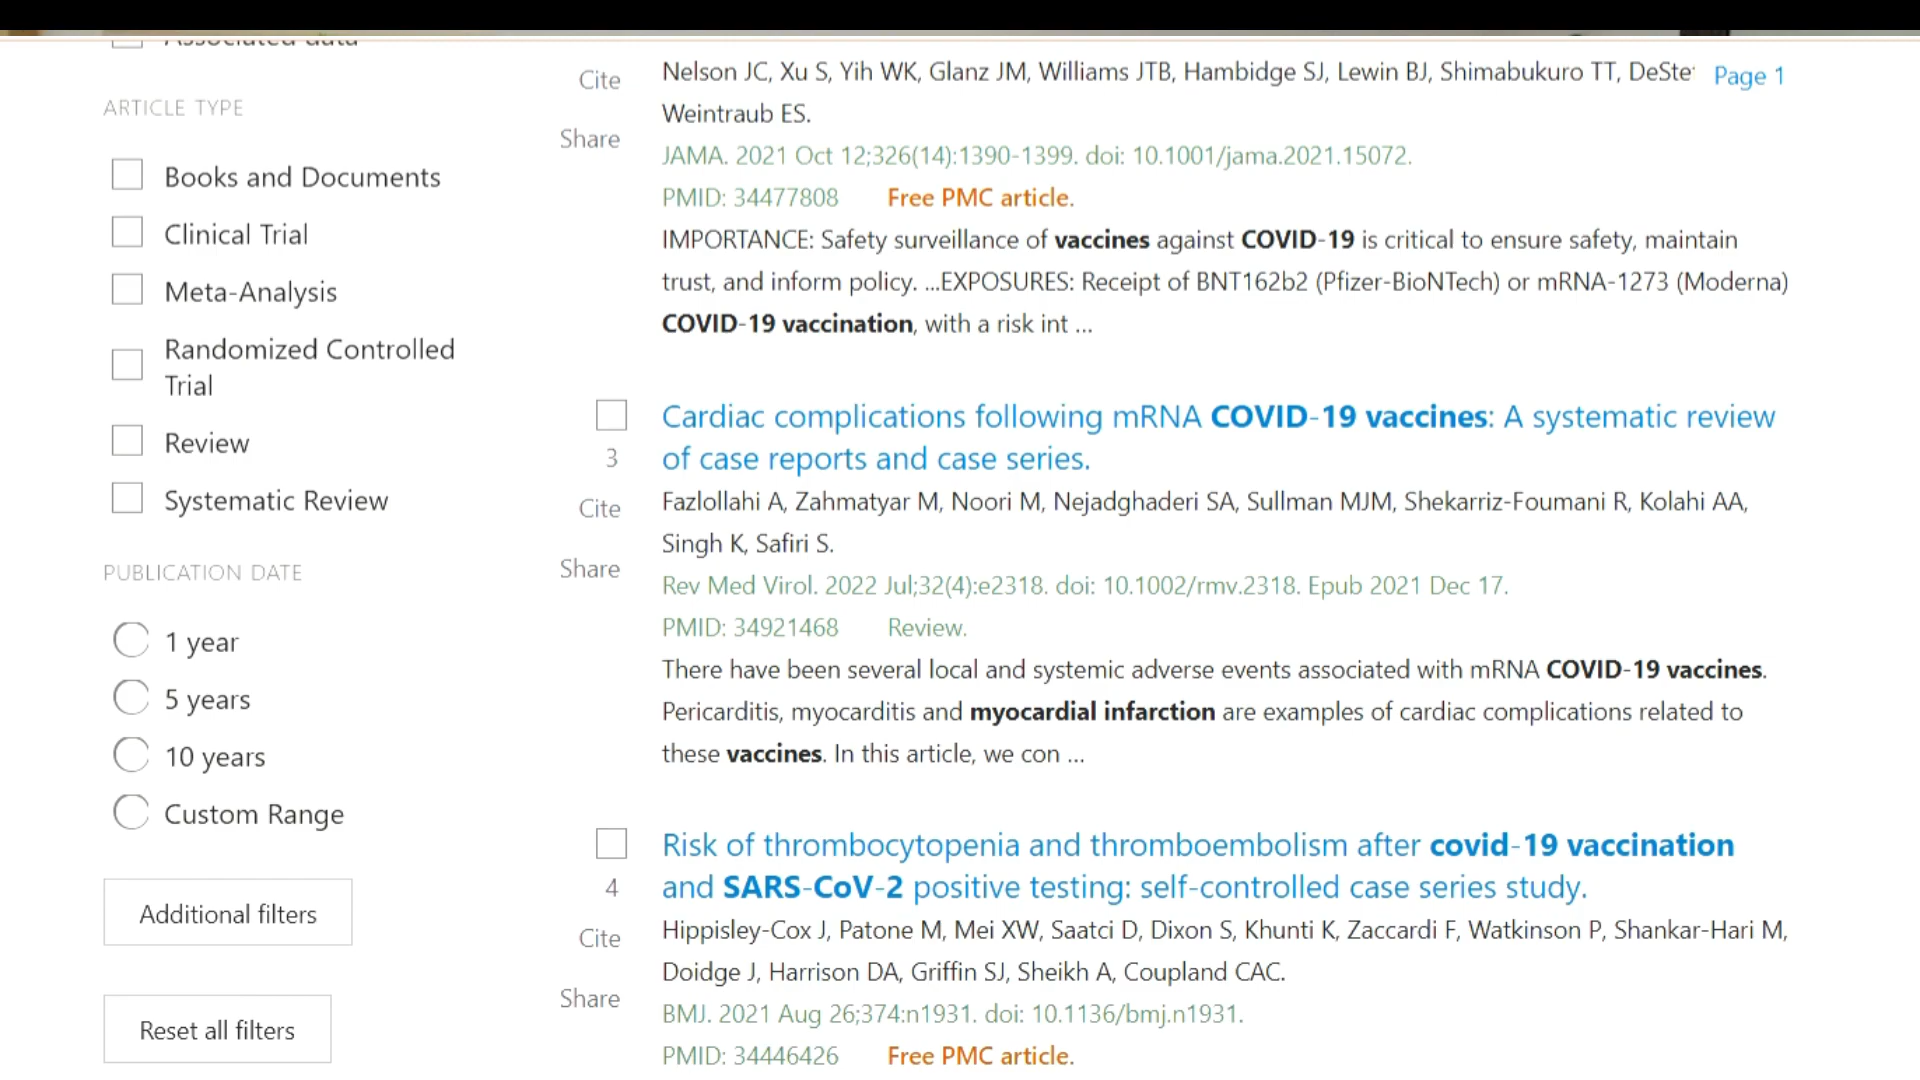 Associated data
ARTICLE TYPE
Books and Documents
Clinical Trial
Meta-Analysis
Randomized Controlled
Trial
Review
Systematic Review
PUBLICATION DATE
1 year
5 years
10 years
Custom Range
Additional filters
Reset all filters
Cite
Share
Nelson JC, Xu S, Yih WK, Glanz JM, Williams JTB, Hambidge SJ, Lewin BJ, Shimabukuro TT, DeSte
Page 1
Weintraub ES.
JAMA. 2021 Oct 12;326(14):1390-1399. doi: 10.1001/jama.2021.15072.
PMID: 34477808 Free PMC article.
IMPORTANCE: Safety surveillance of vaccines against COVID-19 is critical to ensure safety, maintain
trust, and inform policy. ...EXPOSURES: Receipt of BNT162b2 (Pfizer-BioNTech) or mRNA-1273 (Moderna)
COVID-19 vaccination, with a risk int ...
3
Cite
Share
Cardiac complications following mRNA COVID-19 vaccines: A systematic review
of case reports and case series.
Fazlollahi A, Zahmatyar M, Noori M, Nejadghaderi SA, Sullman MJM, Shekarriz-Foumani R, Kolahi AA,
Singh K, Safiri S.
Rev Med Virol. 2022 Jul;32(4):e2318. doi: 10.1002/rmv.2318. Epub 2021 Dec 17.
PMID: 34921468 Review.
There have been several local and systemic adverse events associated with mRNA COVID-19 vaccines.
Pericarditis, myocarditis and myocardial infarction are examples of cardiac complications related to
these vaccines. In this article, we con ...
4
Cite
Share
Risk of thrombocytopenia and thromboembolism after covid-19 vaccination
and SARS-CoV-2 positive testing: self-controlled case series study.
Hippisley-Cox J, Patone M, Mei XW, Saatci D, Dixon S, Khunti K, Zaccardi F, Watkinson P, Shankar-Hari M,
Doidge J, Harrison DA, Griffin SJ, Sheikh A, Coupland CAC.
BMJ. 2021 Aug 26;374:n1931. doi: 10.1136/bmj.n1931.
PMID: 34446426 Free PMC article.